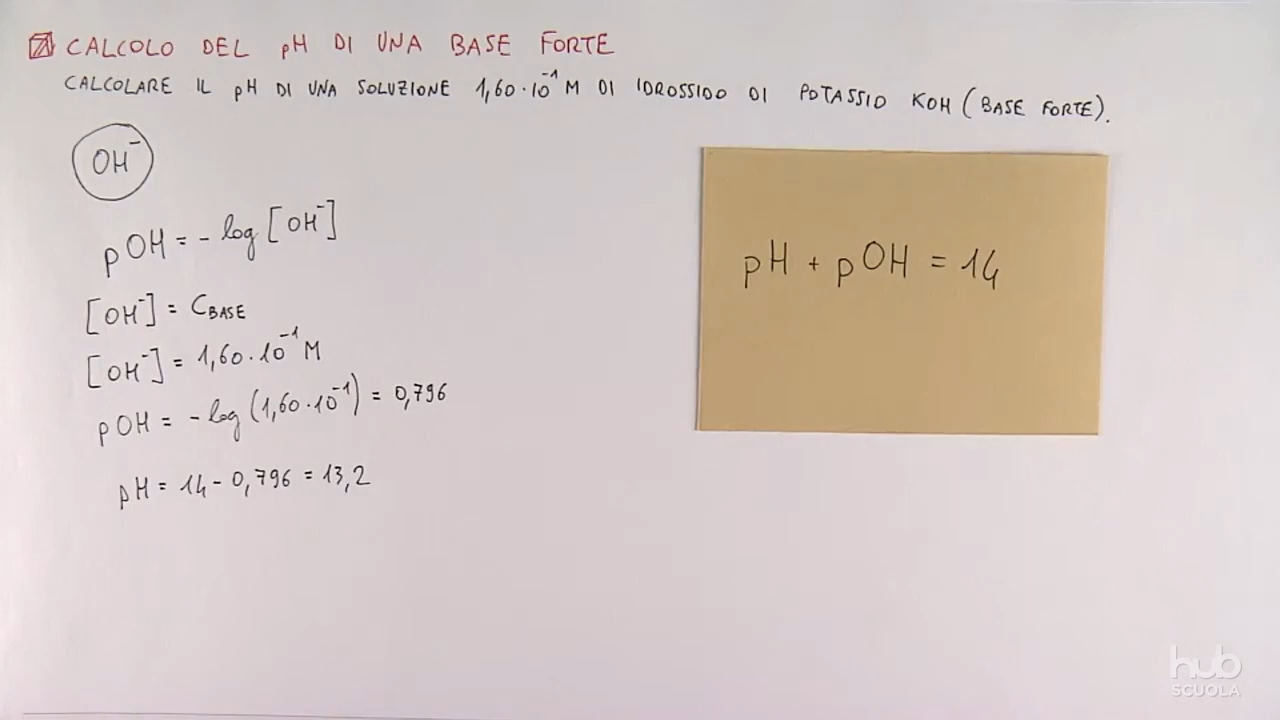 CALCOLO DEL pH DI UNA BASE FORTE
CALCOLARE IL pH DI UNA SOLUZIONE 1,60·10⁻¹ M DI IDROSSIDO DI POTASSIO KOH (BASE FORTE).
OH⁻
pOH = - log [OH⁻]
[OH⁻] = C_BASE
[OH⁻] = 1,60·10⁻¹ M
pOH = - log (1,60·10⁻¹) = 0,796
pH = 14 - 0,796 = 13,2
pH + pOH = 14
hub
SCUOLA